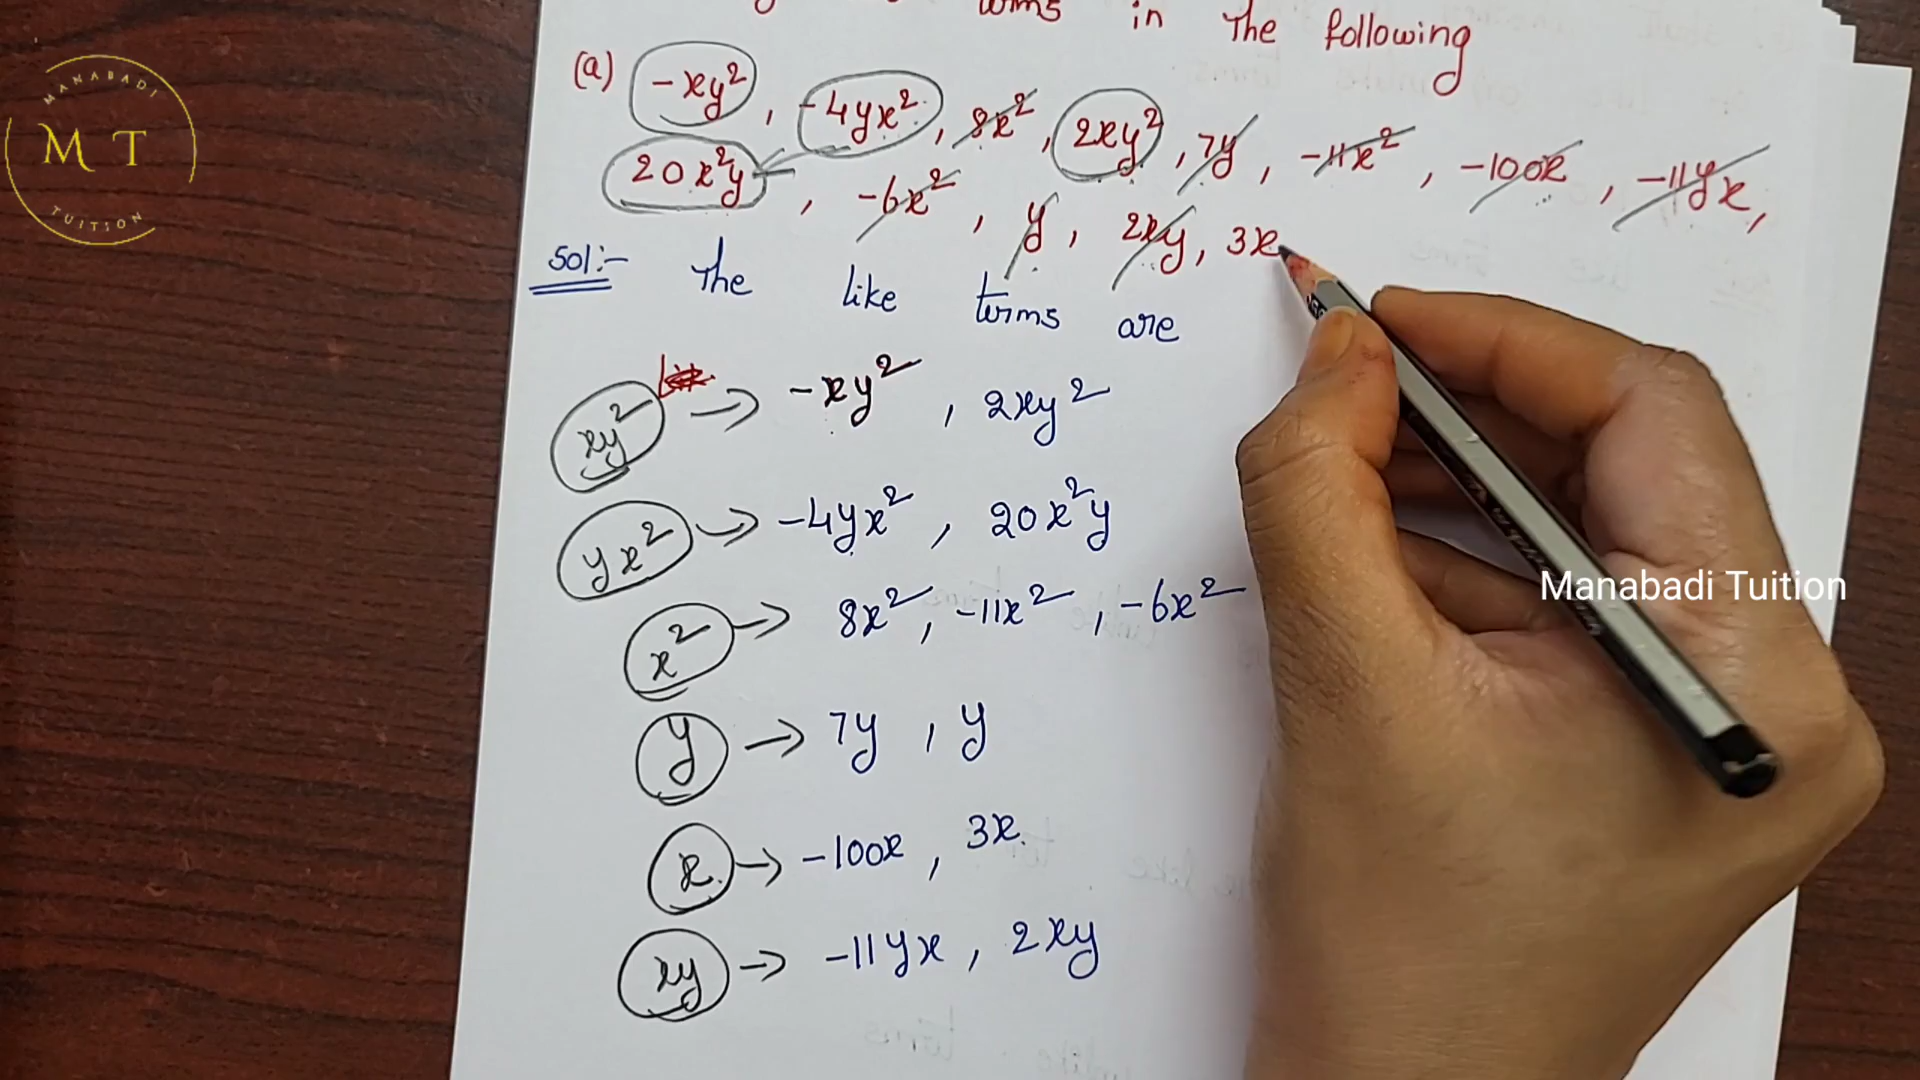 MANABADI
M T
TUITION
in the following
(a) -xy², -4yx², 8x², 2xy², 7y, -11x², -100x, -11yx,
20x²y, -6x², y, 2xy, 3x
Sol:- The like terms are
xy² → -xy², 2xy²
yx² → -4yx², 20x²y
x² → 8x², -11x², -6x²
y → 7y, y
x → -100x, 3x.
xy → -11yx, 2xy
Manabadi Tuition